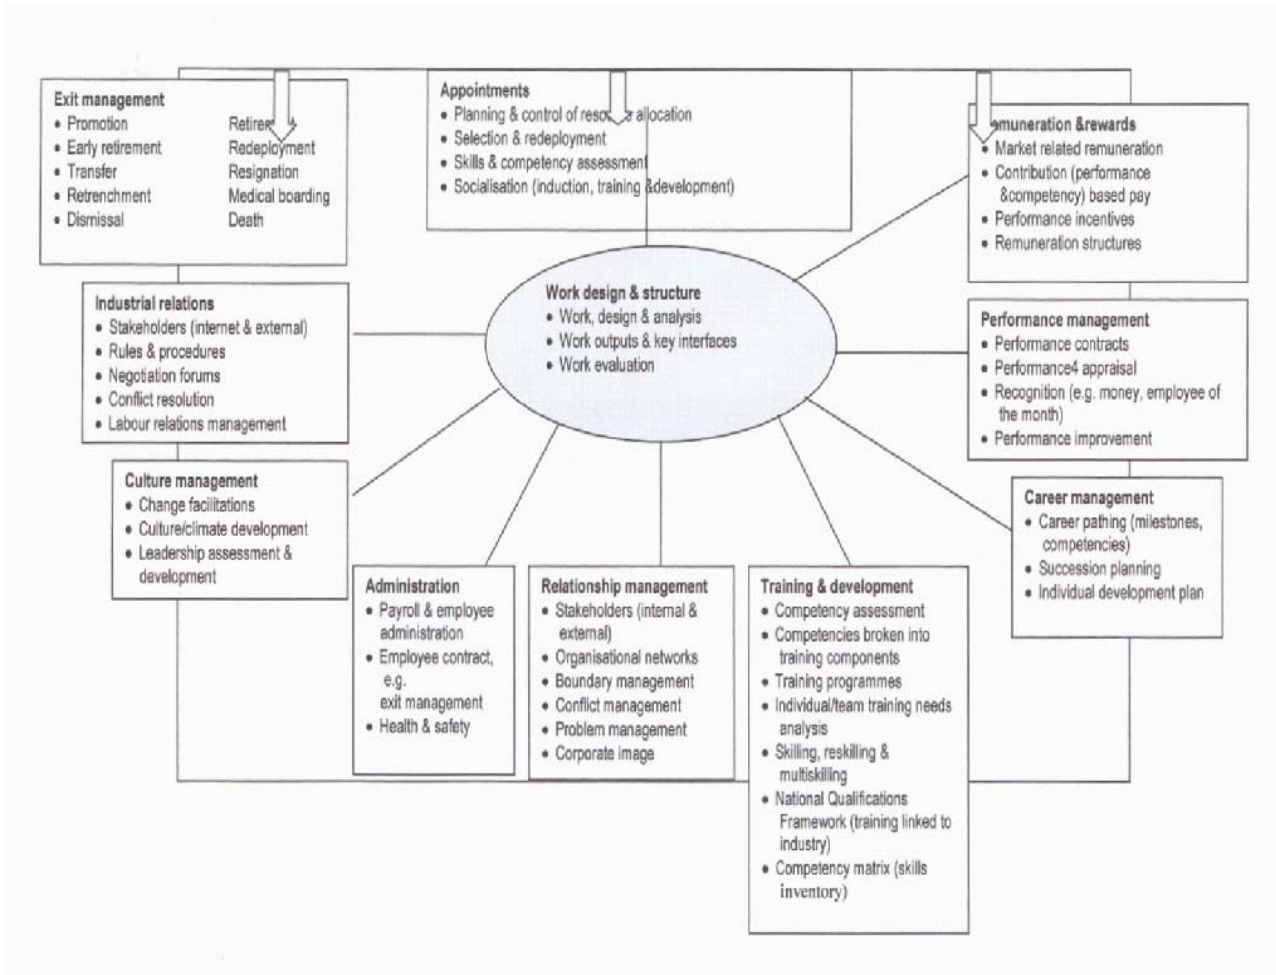 Exit management
• Promotion
• Early retirement
• Transfer
• Retrenchment
• Dismissal
Redeployment
Resignation
Medical boarding
Death
Appointments
• Planning & control of allocation
• Selection & redeployment
• Skills & competency assessment
• Socialisation (induction, training &development)
emuneration &rewards
• Market related remuneration
• Contribution (performance
&competency) based pay
• Performance incentives
• Remuneration structures
Industrial relations
• Stakeholders (internet & external)
• Rules & procedures
• Negotiation forums
• Conflict resolution
• Labour relations management
Work design & structure
• Work, design & analysis
• Work outputs & key interfaces
• Work evaluation
Performance management
• Performance contracts
• Performance4 appraisal
• Recognition (e.g. money, employee of
the month)
• Performance improvement
Culture management
• Change facilitations
• Culture/climate development
• Leadership assessment &
development
Career management
• Career pathing (milestones,
competencies)
• Succession planning
• Individual development plan
Administration
• Payroll & employee
administration
• Employee contract,
e.g.
exit management
• Health & safety
Relationship management
• Stakeholders (internal &
external)
• Organisational networks
• Boundary management
• Conflict management
• Problem management
• Corporate image
Training & development
• Competency assessment
• Competencies broken into
training components
• Training programmes
• Individual/team training needs
analysis
• Skilling, reskilling &
multiskilling
• National Qualifications
Framework (training linked to
industry)
• Competency matrix (skills
inventory)